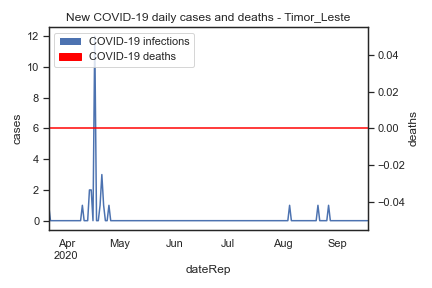 New COVID-19 daily cases and deaths - Timor_Leste
COVID-19 infections
COVID-19 deaths
12
10
8
6
4
2
0
cases
0.04
0.02
0.00
−0.02
−0.04
deaths
Apr
2020
May
Jun
Jul
Aug
Sep
dateRep